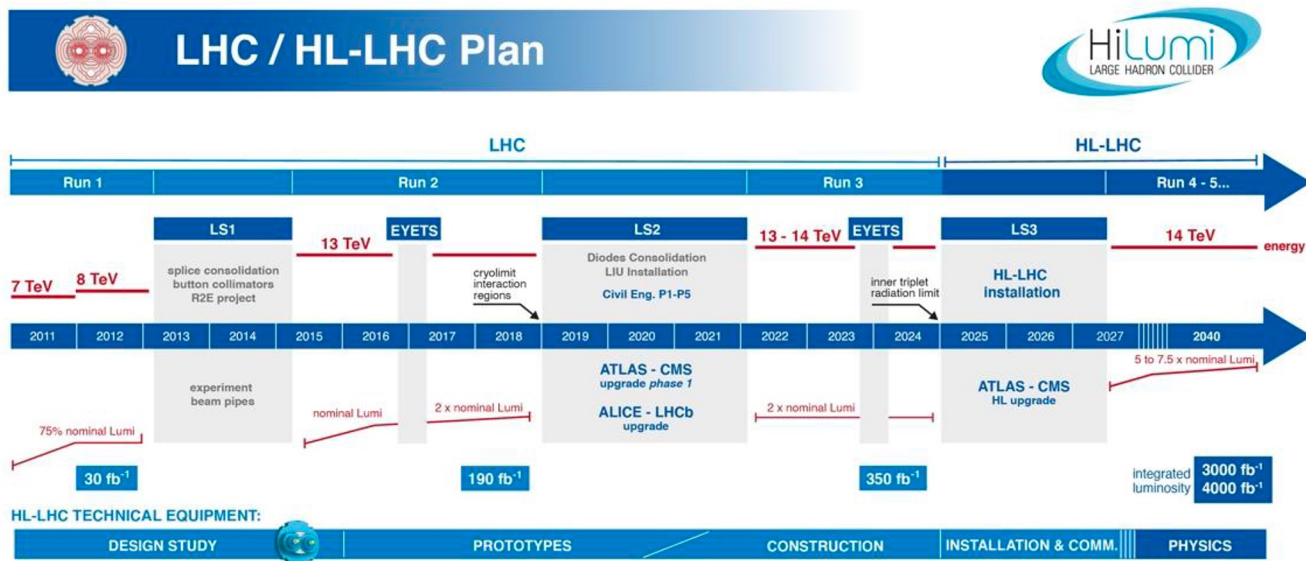 LHC / HL-LHC Plan
HiLumi
LARGE HADRON COLLIDER
LHC
HL-LHC
Run 1
Run 2
Run 3
Run 4 - 5...
LS1
EYETS
LS2
EYETS
LS3
7 TeV
8 TeV
splice consolidation
button collimators
R2E project
13 TeV
cryolimit
interaction
regions
Diodes Consolidation
LIU Installation
Civil Eng. P1-P5
13 - 14 TeV
inner triplet
radiation limit
HL-LHC
installation
14 TeV
energy
2011 2012 2013 2014 2015 2016 2017 2018 2019 2020 2021 2022 2023 2024 2025 2026 2027 2040
75% nominal Lumi
experiment
beam pipes
nominal Lumi
2 x nominal Lumi
ATLAS - CMS
upgrade phase 1
ALICE - LHCb
upgrade
2 x nominal Lumi
ATLAS - CMS
HL upgrade
5 to 7.5 x nominal Lumi
30 fb⁻¹
190 fb⁻¹
350 fb⁻¹
integrated
luminosity
3000 fb⁻¹
4000 fb⁻¹
HL-LHC TECHNICAL EQUIPMENT:
DESIGN STUDY
PROTOTYPES
CONSTRUCTION
INSTALLATION & COMM.
PHYSICS